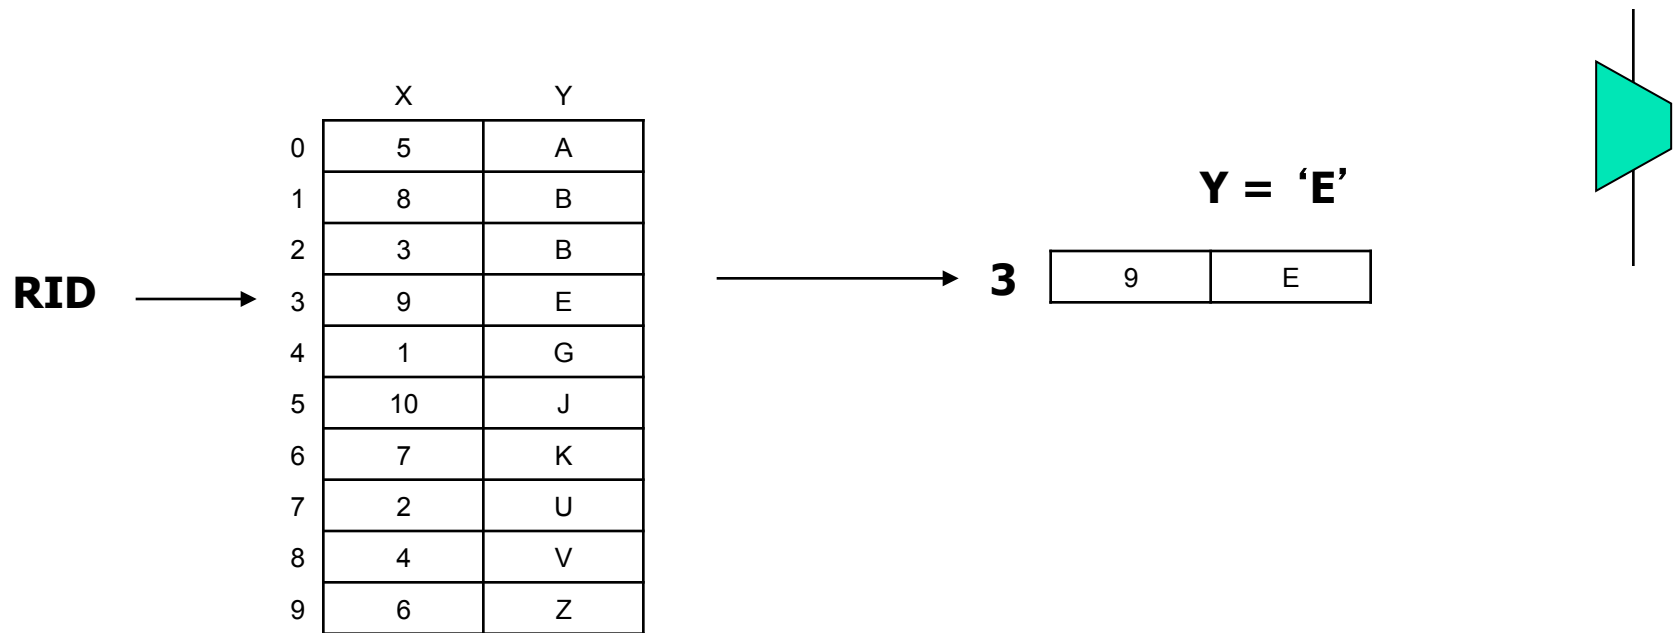 X Y
0 5 A
1 8 B
Y = ‘E’
2 3 B
RID 3 9 E
3 9 E
4 1 G
5 10 J
6 7 K
7 2 U
8 4 V
9 6 Z